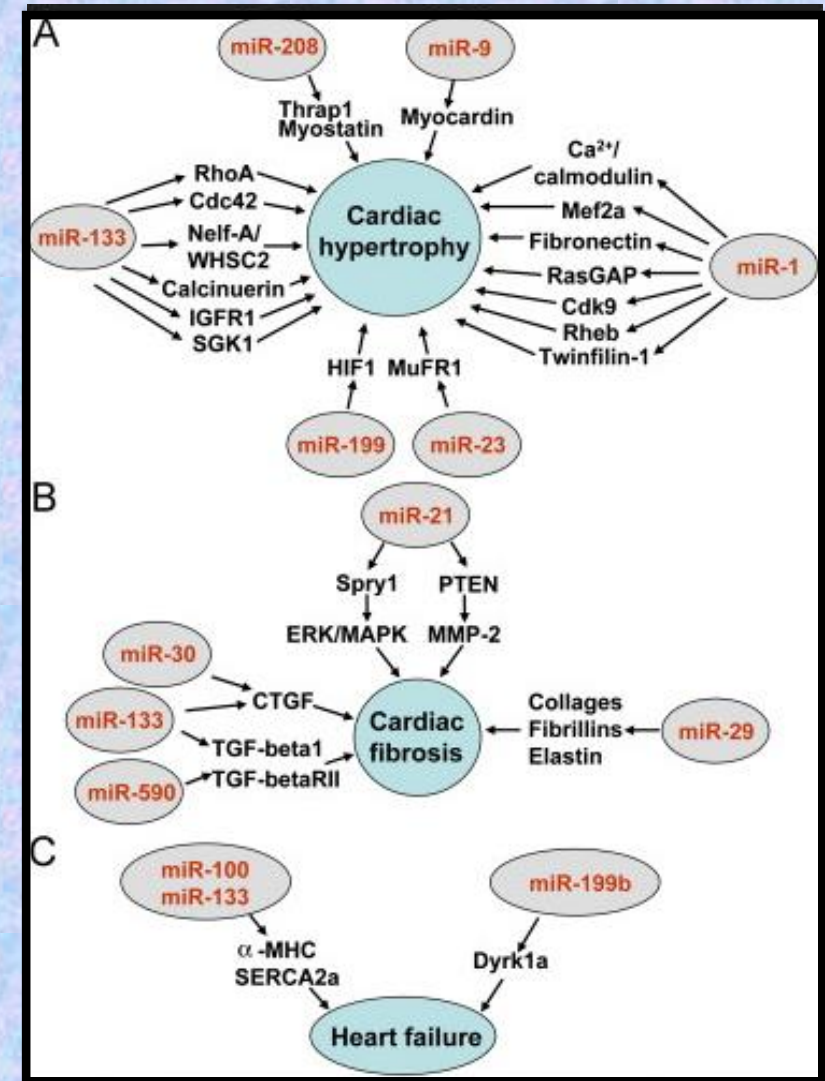 A
miR-208
miR-9
Thrap1
Myostatin
Myocardin
RhoA
Cdc42
Nelf-A/
WHSC2
Calcinuerin
IGFR1
SGK1
miR-133
Cardiac
hypertrophy
Ca²⁺/
calmodulin
Mef2a
Fibronectin
RasGAP
Cdk9
Rheb
Twinfilin-1
miR-1
HIF1
MuFR1
miR-199
miR-23
B
miR-21
Spry1
PTEN
ERK/MAPK
MMP-2
miR-30
miR-133
miR-590
CTGF
TGF-beta1
TGF-betaRII
Cardiac
fibrosis
Collages
Fibrillins
Elastin
miR-29
C
miR-100
miR-133
miR-199b
α-MHC
SERCA2a
Dyrk1a
Heart failure